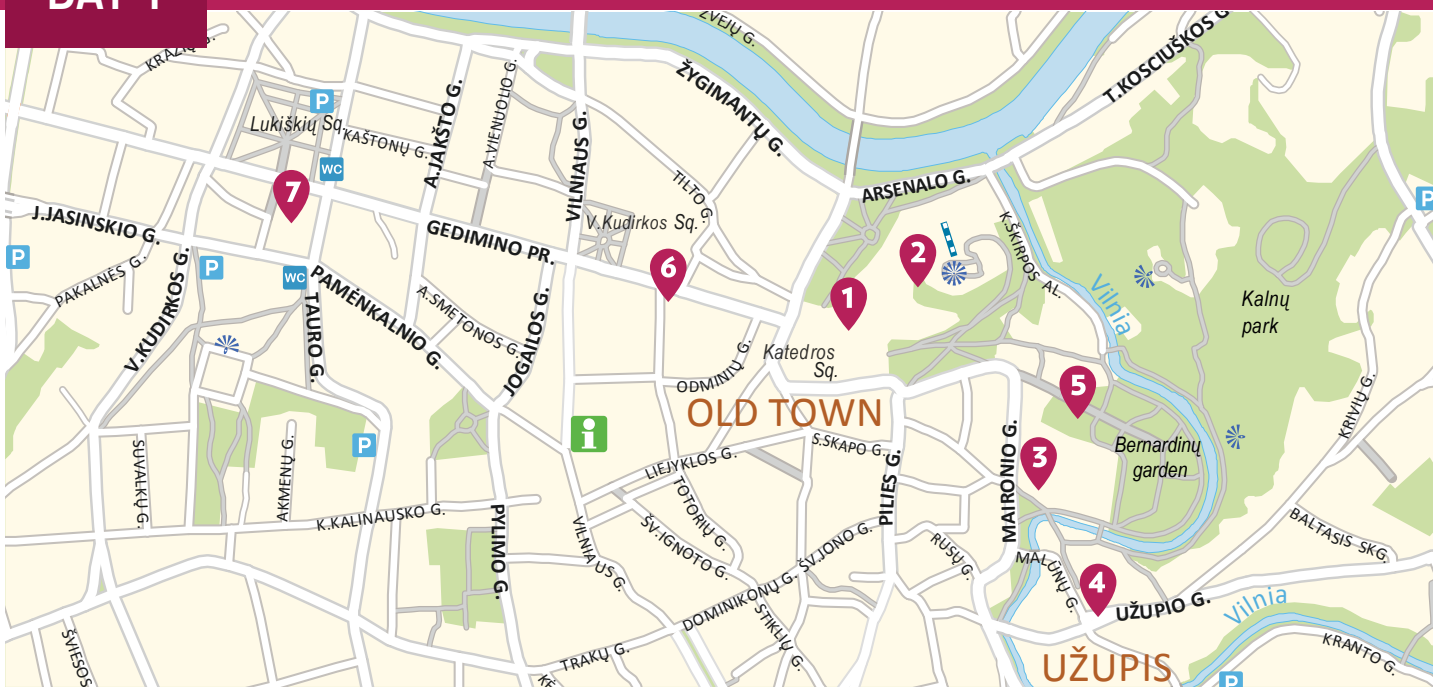 DAY 1
KRAŽIŲ G.
ŽVEJŲ G.
T.KOSCIUŠKOS G.
P
Lukiškių Sq.
KAŠTONŲ G.
A.JAKŠTO G.
A.VIENUOLIO G.
VILNIAUS G.
ŽYGIMANTŲ G.
ARSENALO G.
TILTO G.
WC
7
J.JASINSKIO G.
GEDIMINO PR.
V.Kudirkos Sq.
6
2
1
K.ŠKIRPOS AL.
Vilnia
Kalnų
park
P
P
P
WC
PAKALNĖS G.
V.KUDIRKOS G.
TAURO G.
PAMĖNKALNIO G.
A.SMETONOS G.
JOGAILOS G.
ODMINIŲ G.
Katedros
Sq.
OLD TOWN
5
Bernardinų
garden
KRIVIŲ G.
i
P
SUVALKŲ G.
AKMENŲ G.
LIEJYKLOS G.
S.SKAPO G.
PILIES G.
MAIRONIO G.
3
K.KALINAUSKO G.
PYLIMO G.
VILNIAUS G.
TOTORIŲ G.
ŠV.IGNOTO G.
DOMINIKONŲ G.
ŠV.JONO G.
RUSŲ G.
MALŪNŲ G.
4
UŽUPIO G.
BALTASIS SKG.
Vilnia
KRANTO G.
STIKLIŲ G.
TRAKŲ G.
ŠVIESOS
UŽUPIS
P